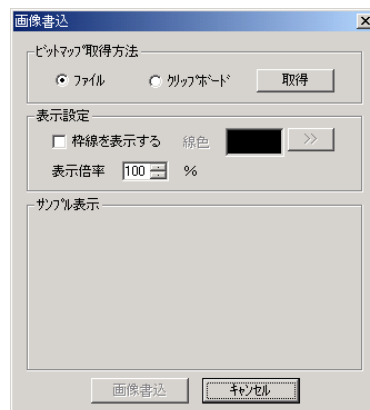 画像書込
ﾋﾞｯﾄﾏｯﾌﾟ取得方法
ﾌｧｲﾙ ｸﾘｯﾌﾟﾎﾞｰﾄﾞ 取得
表示設定
枠線を表示する 線色 >>
表示倍率 100 %
ｻﾝﾌﾟﾙ表示
画像書込 ｷｬﾝｾﾙ